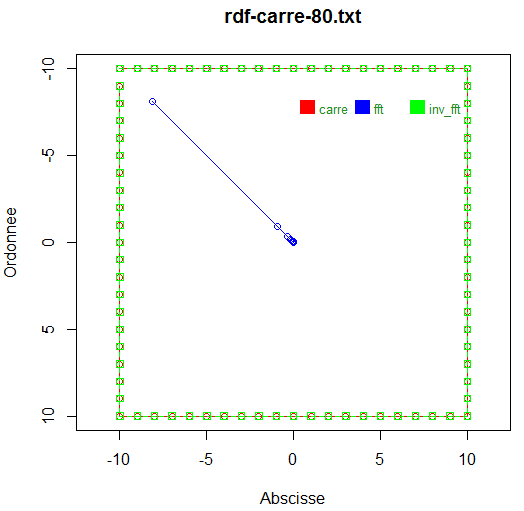 rdf-carre-80.txt
-10
-5
0
5
10
Ordonnee
carre fft inv_fft
-10 -5 0 5 10
Abscisse